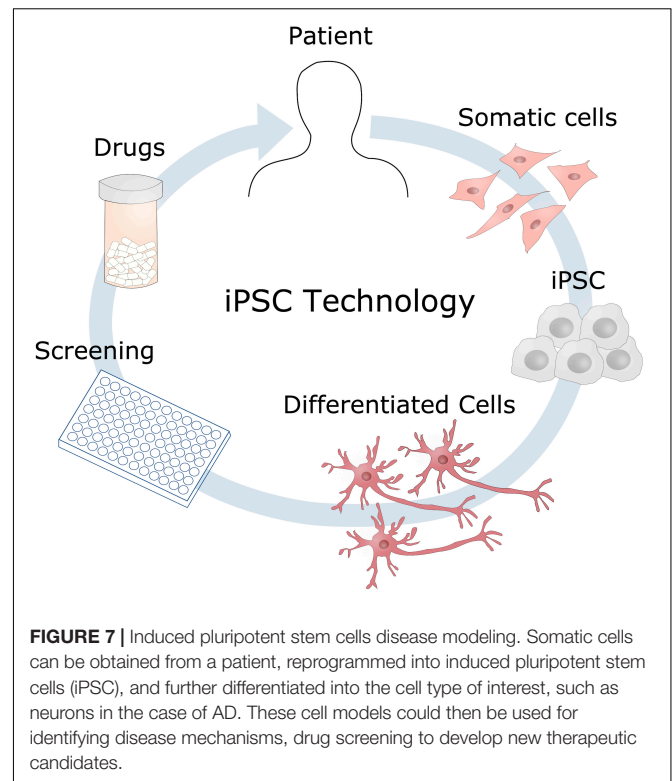 Patient
Somatic cells
Drugs
iPSC
iPSC Technology
Screening
Differentiated Cells
FIGURE 7 | Induced pluripotent stem cells disease modeling. Somatic cells
can be obtained from a patient, reprogrammed into induced pluripotent stem
cells (iPSC), and further differentiated into the cell type of interest, such as
neurons in the case of AD. These cell models could then be used for
identifying disease mechanisms, drug screening to develop new therapeutic
candidates.